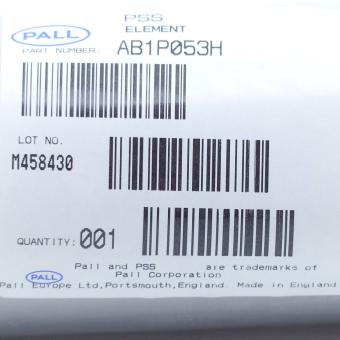 PSS
PALL ELEMENT
PART NUMBER: AB1P053H
LOT NO.
M458430
QUANTITY: 001
Pall and PSS are trademarks of
Pall Corporation
PALL
Pall Europe Ltd, Portsmouth, England. Made in England